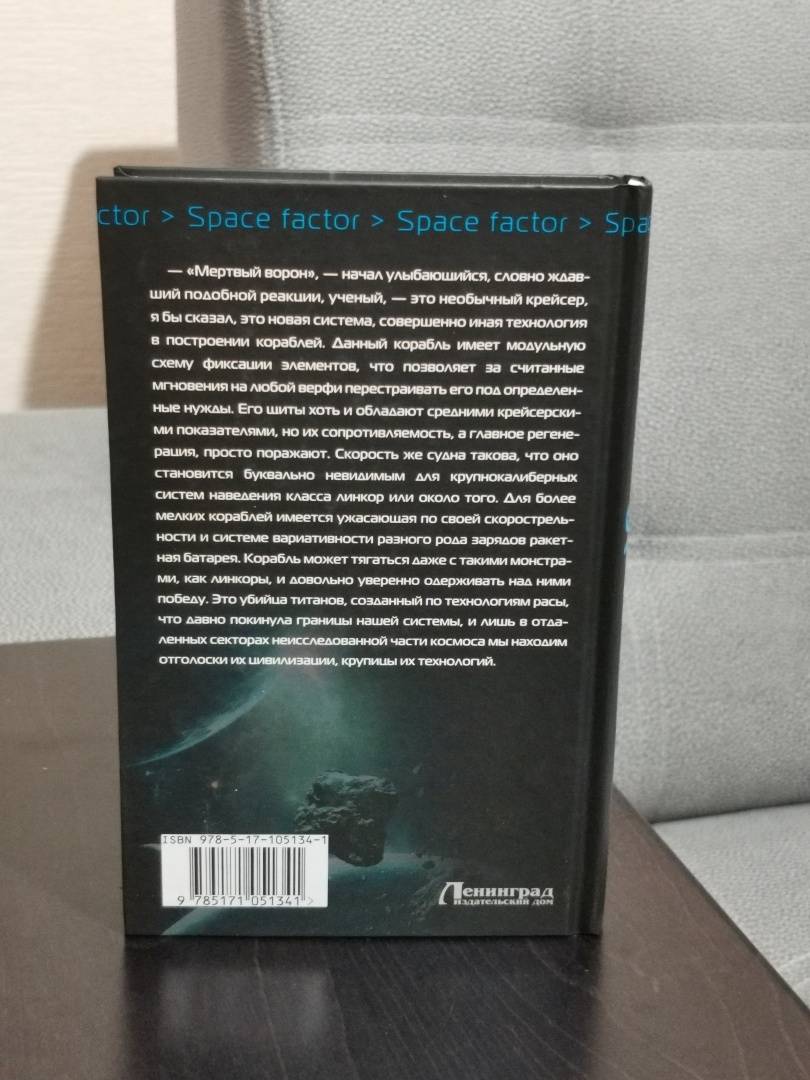 ctor > Space factor > Space factor > Spa
— «Мертвый ворон», — начал улыбающийся, словно ждав-
ший подобной реакции, ученый, — это необычный крейсер,
я бы сказал, это новая система, совершенно иная технология
в построении кораблей. Данный корабль имеет модульную
схему фиксации элементов, что позволяет за считанные
мгновения на любой верфи перестраивать его под определен-
ные нужды. Его щиты хоть и обладают средними крейсерски-
ми показателями, но их сопротивляемость, а главное регене-
рация, просто поражают. Скорость же судна такова, что оно
становится буквально невидимым для крупнокалиберных
систем наведения класса линкор или около того. Для более
мелких кораблей имеется ужасающая по своей скорострель-
ности и системе вариативности разного рода зарядов ракет-
ная батарея. Корабль может тягаться даже с такими монстра-
ми, как линкоры, и довольно уверенно одерживать над ними
победу. Это убийца титанов, созданный по технологиям расы,
что давно покинула границы нашей системы, и лишь в отда-
ленных секторах неисследованной части космоса мы находим
отголоски их цивилизации, крупицы их технологий.
ISBN 978-5-17-105134-1
9 785171 051341 >
Ленинград
издательский дом